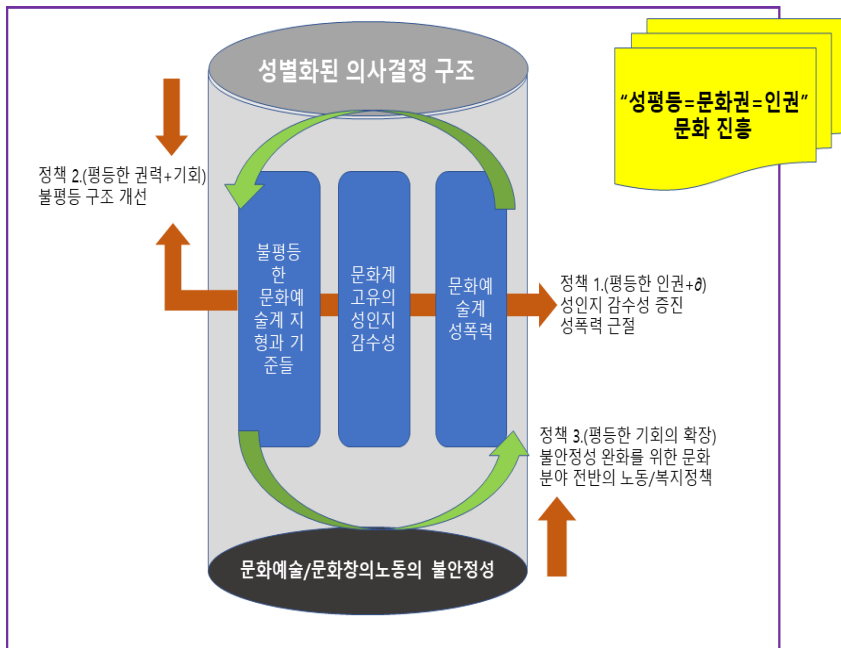 성별화된 의사결정 구조
“성평등=문화권=인권”
문화 진흥
정책 2.(평등한 권력+기회)
불평등 구조 개선
불평등
한
문화예
술계 지
형과 기
준들
문화계
고유의
성인지
감수성
문화예
술계
성폭력
정책 1.(평등한 인권+∂)
성인지 감수성 증진
성폭력 근절
정책 3.(평등한 기회의 확장)
불안정성 완화를 위한 문화
분야 전반의 노동/복지정책
문화예술/문화창의노동의 불안정성